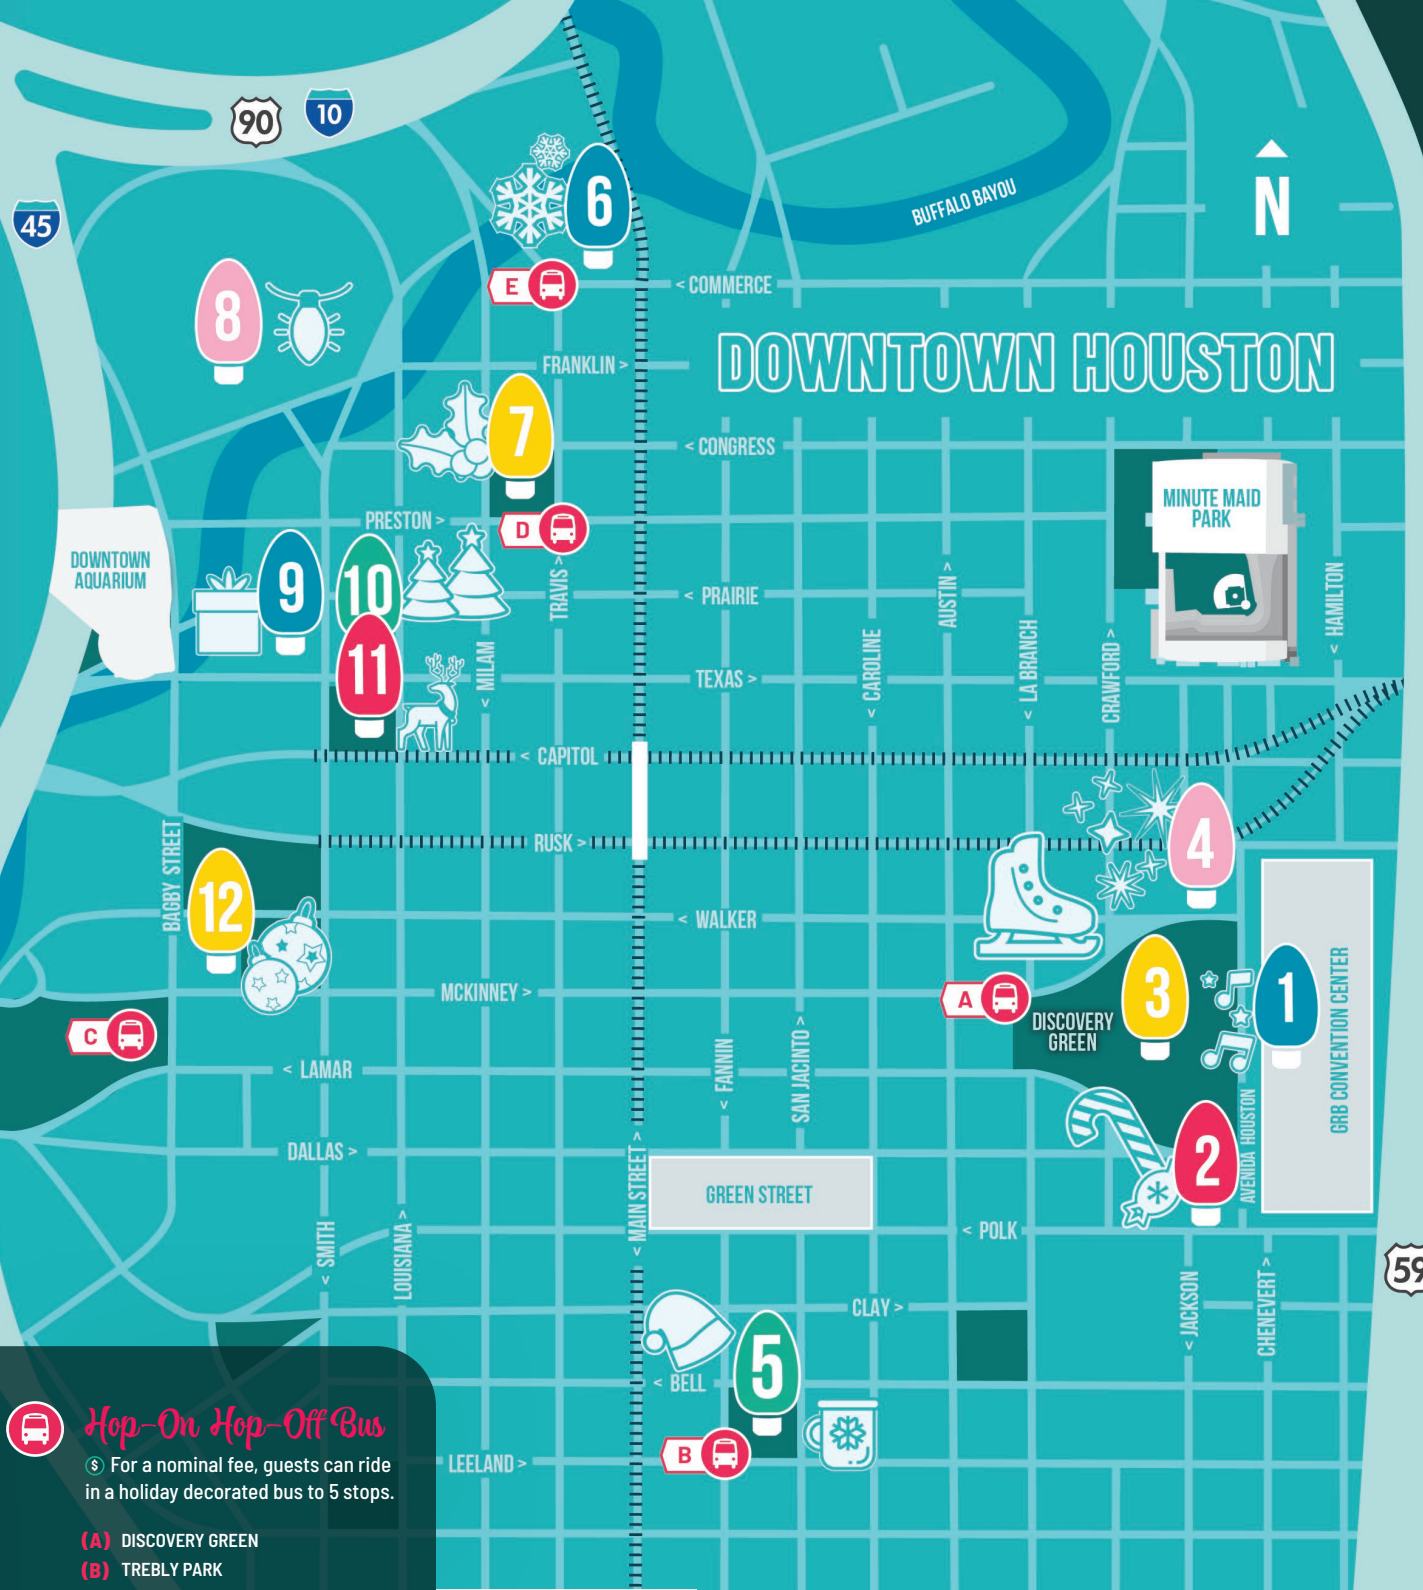 90
10
45
6
N
BUFFALO BAYOU
E
< COMMERCE
8
DOWNTOWN HOUSTON
FRANKLIN >
7
< CONGRESS
MINUTE MAID
PARK
PRESTON >
D
DOWNTOWN
AQUARIUM
9
10
TRAVIS >
< PRAIRIE
AUSTIN >
< HAMILTON
11
< MILAM
TEXAS >
< CAROLINE
< LA BRANCH
CRAWFORD >
< CAPITOL
RUSK >
4
BAGBY STREET
12
< WALKER
MCKINNEY >
A
DISCOVERY
GREEN
3
1
GRB CONVENTION CENTER
C
< LAMAR
< FANNIN
SAN JACINTO >
AVENIDA HOUSTON
DALLAS >
2
< MAIN STREET >
GREEN STREET
< POLK
< SMITH
LOUISIANA >
59
< JACKSON
CHENEVERT >
CLAY >
5
< BELL
B
LEELAND >
Hop-On Hop-Off Bus
$ For a nominal fee, guests can ride
in a holiday decorated bus to 5 stops.
(A) DISCOVERY GREEN
(B) TREBLY PARK